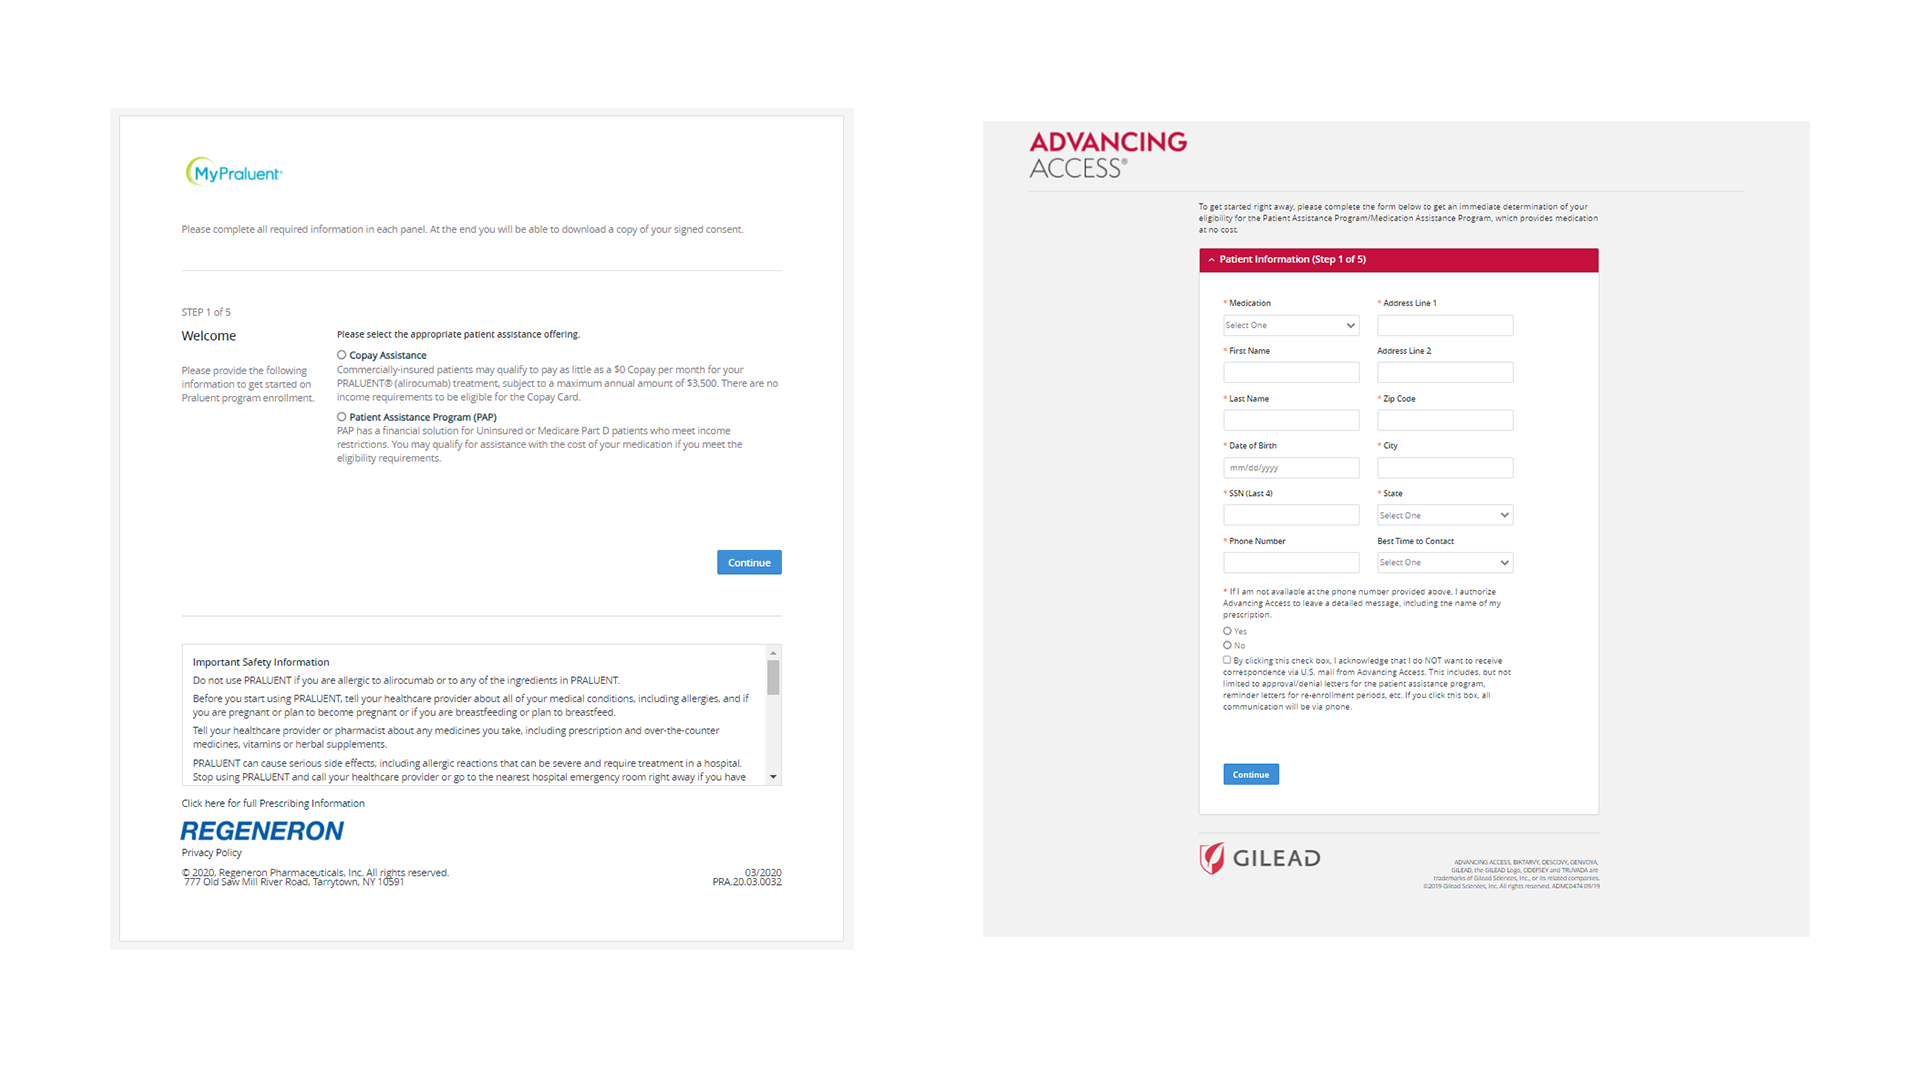 MyPraluent®
Please complete all required information in each panel. At the end you will be able to download a copy of your signed consent.
STEP 1 of 5
Welcome
Please provide the following
information to get started on
Praluent program enrollment.
Please select the appropriate patient assistance offering.
Copay Assistance
Commercially-insured patients may qualify to pay as little as a $0 Copay per month for your
PRALUENT® (alirocumab) treatment, subject to a maximum annual amount of $3,500. There are no
income requirements to be eligible for the Copay Card.
Patient Assistance Program (PAP)
PAP has a financial solution for Uninsured or Medicare Part D patients who meet income
restrictions. You may qualify for assistance with the cost of your medication if you meet the
eligibility requirements.
Continue
Important Safety Information
Do not use PRALUENT if you are allergic to alirocumab or to any of the ingredients in PRALUENT.
Before you start using PRALUENT, tell your healthcare provider about all of your medical conditions, including allergies, and if
you are pregnant or plan to become pregnant or if you are breastfeeding or plan to breastfeed.
Tell your healthcare provider or pharmacist about any medicines you take, including prescription and over-the-counter
medicines, vitamins or herbal supplements.
PRALUENT can cause serious side effects, including allergic reactions that can be severe and require treatment in a hospital.
Stop using PRALUENT and call your healthcare provider or go to the nearest hospital emergency room right away if you have
Click here for full Prescribing Information
REGENERON
Privacy Policy
© 2020, Regeneron Pharmaceuticals, Inc. All rights reserved.
777 Old Saw Mill River Road, Tarrytown, NY 10591
03/2020
PRA.20.03.0032
ADVANCING
ACCESS®
To get started right away, please complete the form below to get an immediate determination of your
eligibility for the Patient Assistance Program/Medication Assistance Program, which provides medication
at no cost.
Patient Information (Step 1 of 5)
* Medication
Select One
* First Name
* Last Name
* Date of Birth
mm/dd/yyyy
* SSN (Last 4)
* Phone Number
* Address Line 1
Address Line 2
* Zip Code
* City
* State
Select One
Best Time to Contact
Select One
* If I am not available at the phone number provided above, I authorize
Advancing Access to leave a detailed message, including the name of my
prescription.
Yes
No
By clicking this check box, I acknowledge that I do NOT want to receive
correspondence via U.S. mail from Advancing Access. This includes, but not
limited to approval/denial letters for the patient assistance program,
reminder letters for re-enrollment periods, etc. If you click this box, all
communication will be via phone.
Continue
GILEAD
ADVANCING ACCESS, BIKTARVY, DESCOVY, GENVOYA,
GILEAD, the GILEAD Logo, ODEFSEY and TRUVADA are
trademarks of Gilead Sciences, Inc., or its related companies.
©2019 Gilead Sciences, Inc. All rights reserved. ADMC0474 09/19